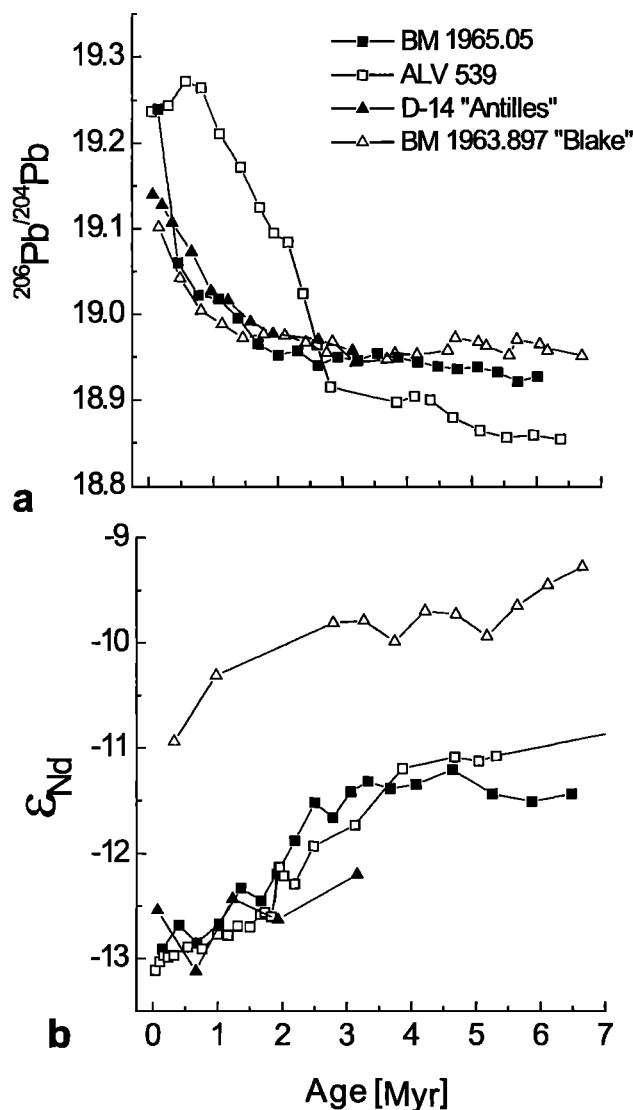 a
19.3
19.2
19.1
19.0
18.9
18.8
²⁰⁶Pb/²⁰⁴Pb
BM 1965.05
ALV 539
D-14 "Antilles"
BM 1963.897 "Blake"
b
-9
-10
-11
-12
-13
εNd
0 1 2 3 4 5 6 7
Age [Myr]